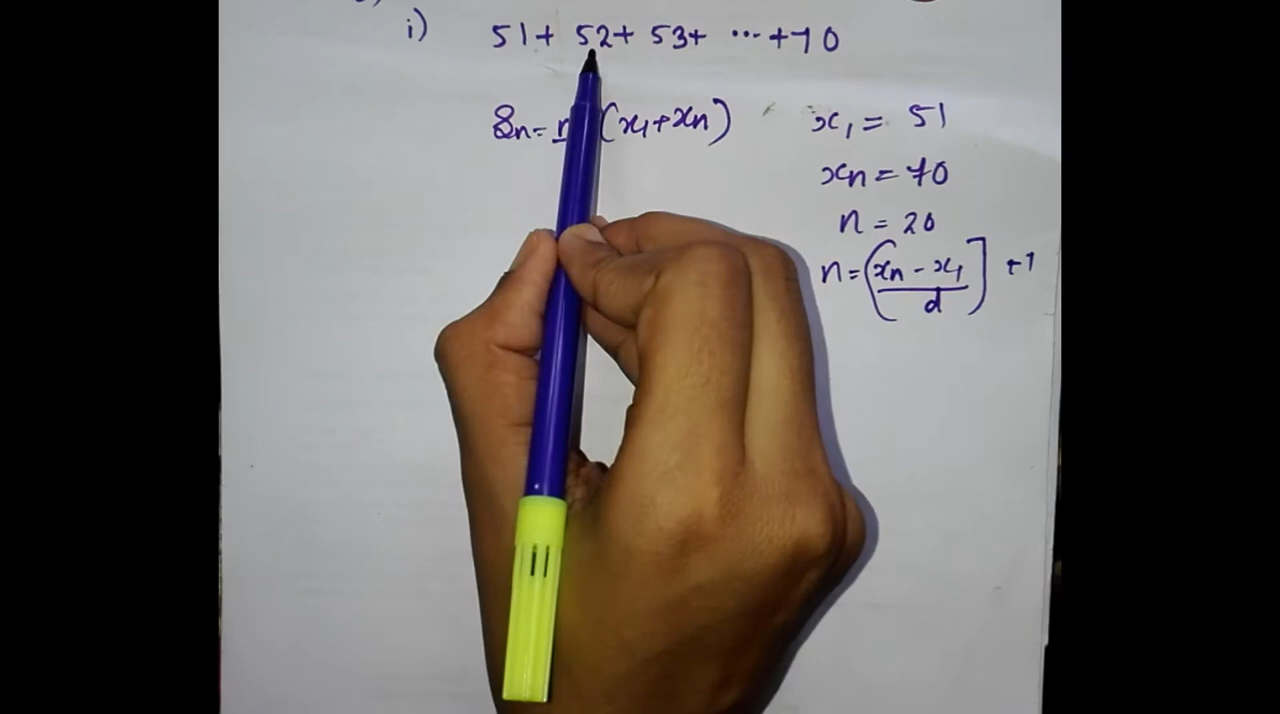 i) 51 + 52 + 53 + ... + 70
Sn = n (x1 + xn)
x1 = 51
xn = 70
n = 20
n = (xn - x1 / d] + 1